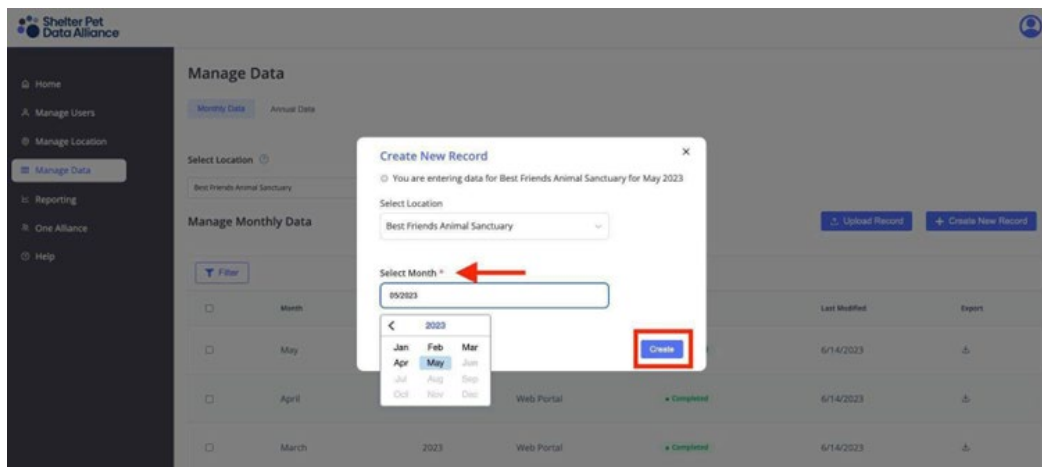 Shelter Pet
Data Alliance
Home
Manage Users
Manage Location
Manage Data
Reporting
One Alliance
Help
Manage Data
Monthly Data Annual Data
Select Location
Best Friends Animal Sanctuary
Manage Monthly Data
Upload Record + Create New Record
Filter
Month Last Modified Export
May 6/14/2023
April Web Portal Completed 6/14/2023
March 2023 Web Portal Completed 6/14/2023
Create New Record
You are entering data for Best Friends Animal Sanctuary for May 2023
Select Location
Best Friends Animal Sanctuary
Select Month *
05/2023
2023
Jan Feb Mar
Apr May Jun
Jul Aug Sep
Oct Nov Dec
Create